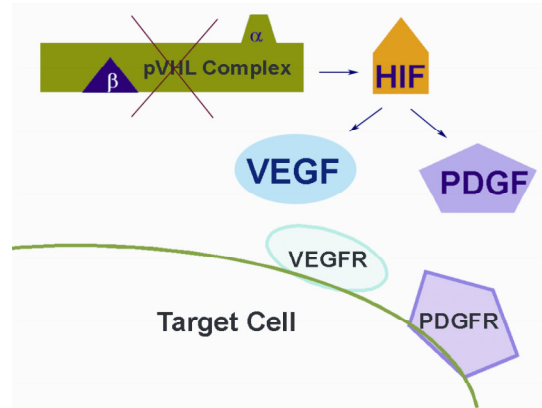 α
β
pVHL Complex
HIF
VEGF
PDGF
VEGFR
PDGFR
Target Cell